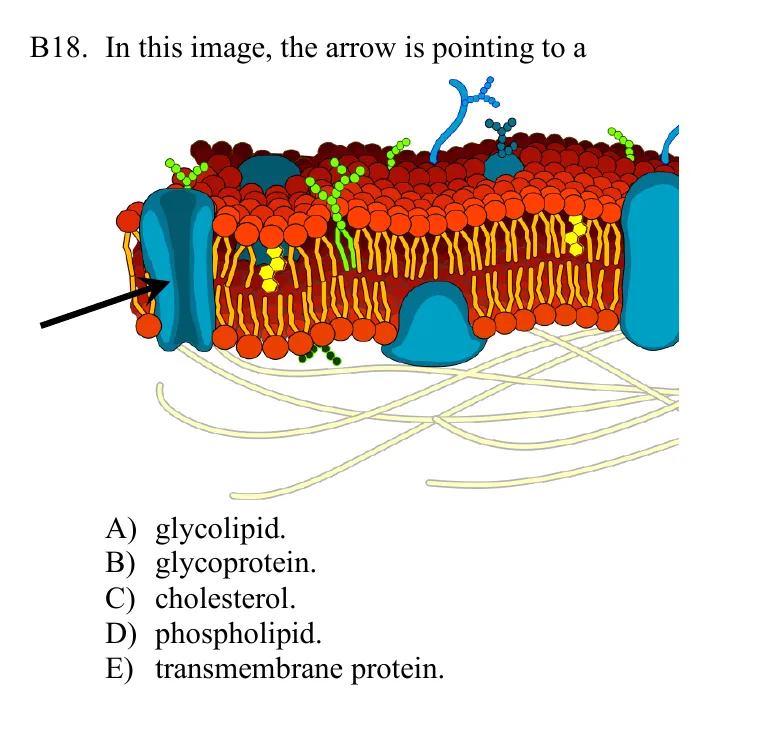 B18. In this image, the arrow is pointing to a
A) glycolipid.
B) glycoprotein.
C) cholesterol.
D) phospholipid.
E) transmembrane protein.